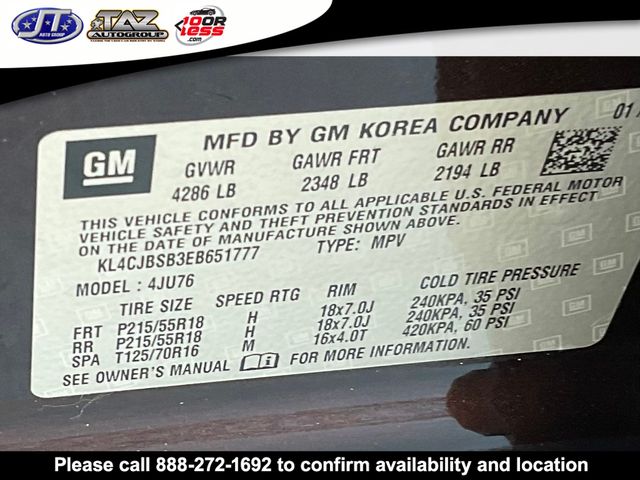 JT TAZ 10 OR
AUTO GROUP AUTOGROUP LESS.COM
GM MFD BY GM KOREA COMPANY 01/
GVWR GAWR FRT GAWR RR
4286 LB 2348 LB 2194 LB
THIS VEHICLE CONFORMS TO ALL APPLICABLE U.S. FEDERAL MOTOR
VEHICLE SAFETY AND THEFT PREVENTION STANDARDS IN EFFECT
ON THE DATE OF MANUFACTURE SHOWN ABOVE.
KL4CJBSB3EB651777 TYPE: MPV
MODEL: 4JU76
TIRE SIZE SPEED RTG RIM COLD TIRE PRESSURE
FRT P215/55R18 H 18x7.0J 240KPA, 35 PSI
RR P215/55R18 H 18x7.0J 240KPA, 35 PSI
SPA T125/70R16 M 16x4.0T 420KPA, 60 PSI
SEE OWNER'S MANUAL FOR MORE INFORMATION.
Please call 888-272-1692 to confirm availability and location